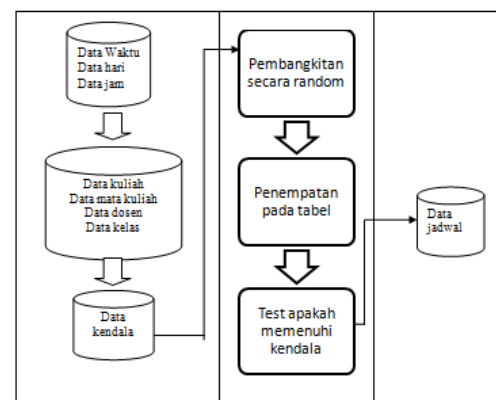 Data Waktu
Data hari
Data jam
Data kuliah
Data mata kuliah
Data dosen
Data kelas
Data
kendala
Pembangkitan
secara random
Penempatan
pada tabel
Test apakah
memenuhi
kendala
Data
jadwal